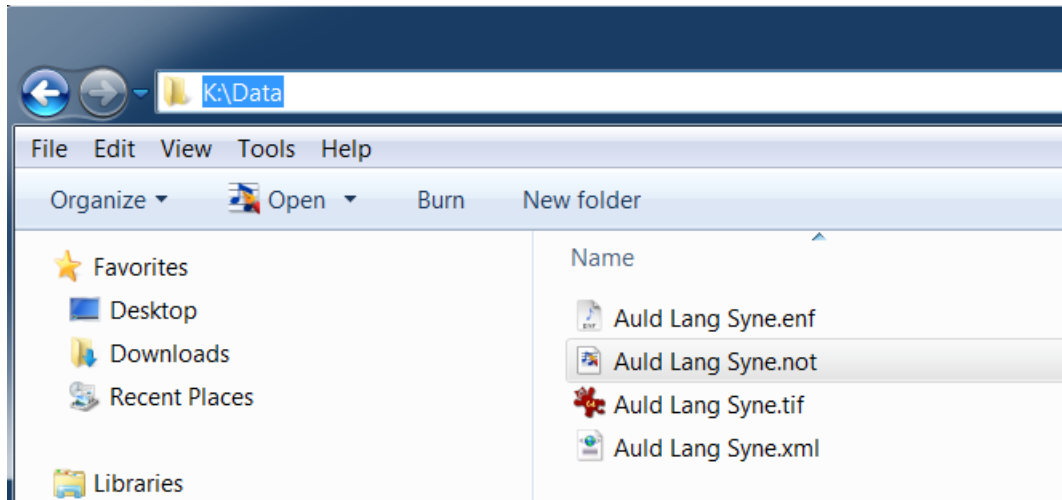 K:\Data
File Edit View Tools Help
Organize Open Burn New folder
Favorites
Desktop
Downloads
Recent Places
Libraries
Name
Auld Lang Syne.enf
Auld Lang Syne.not
Auld Lang Syne.tif
Auld Lang Syne.xml